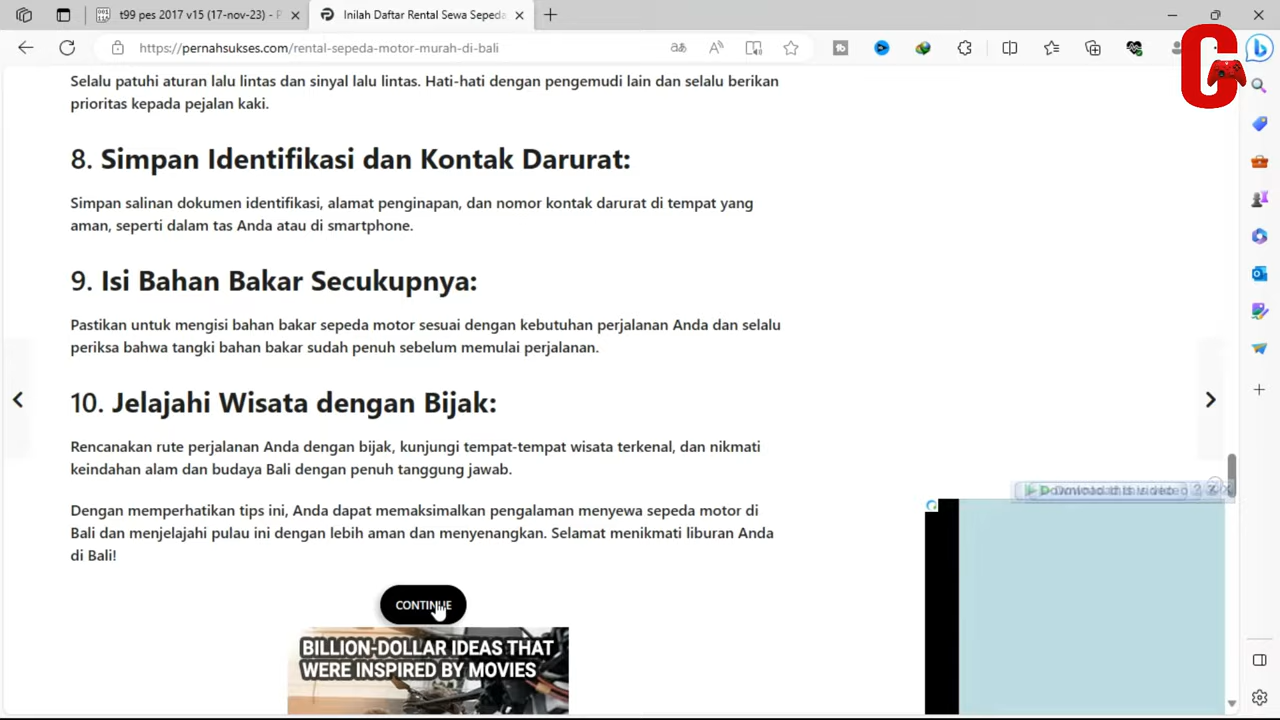 t99 pes 2017 v15 (17-nov-23) - P
Inilah Daftar Rental Sewa Sepeda
https://pernahsukses.com/rental-sepeda-motor-murah-di-bali
Selalu patuhi aturan lalu lintas dan sinyal lalu lintas. Hati-hati dengan pengemudi lain dan selalu berikan
prioritas kepada pejalan kaki.
8. Simpan Identifikasi dan Kontak Darurat:
Simpan salinan dokumen identifikasi, alamat penginapan, dan nomor kontak darurat di tempat yang
aman, seperti dalam tas Anda atau di smartphone.
9. Isi Bahan Bakar Secukupnya:
Pastikan untuk mengisi bahan bakar sepeda motor sesuai dengan kebutuhan perjalanan Anda dan selalu
periksa bahwa tangki bahan bakar sudah penuh sebelum memulai perjalanan.
10. Jelajahi Wisata dengan Bijak:
Rencanakan rute perjalanan Anda dengan bijak, kunjungi tempat-tempat wisata terkenal, dan nikmati
keindahan alam dan budaya Bali dengan penuh tanggung jawab.
Download this video ? X
Dengan memperhatikan tips ini, Anda dapat memaksimalkan pengalaman menyewa sepeda motor di
Bali dan menjelajahi pulau ini dengan lebih aman dan menyenangkan. Selamat menikmati liburan Anda
di Bali!
CONTINUE
BILLION-DOLLAR IDEAS THAT
WERE INSPIRED BY MOVIES